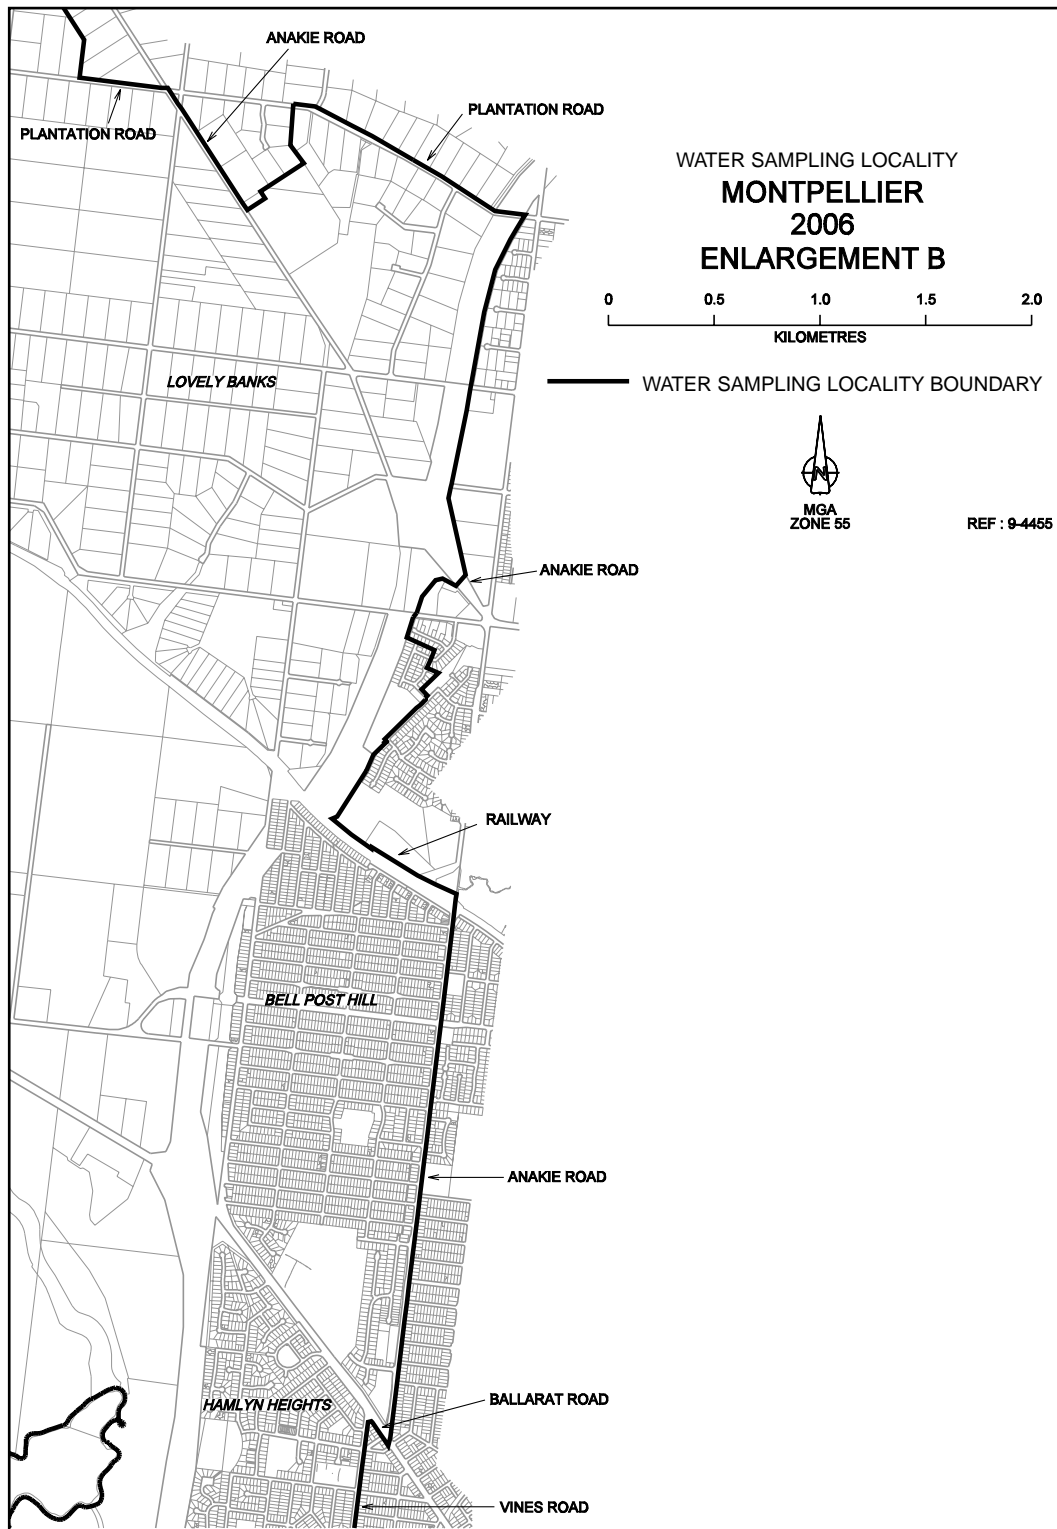 ANAKIE ROAD
PLANTATION ROAD
PLANTATION ROAD
WATER SAMPLING LOCALITY
MONTPELLIER
2006
ENLARGEMENT B
0 0.5 1.0 1.5 2.0
KILOMETRES
LOVELY BANKS
WATER SAMPLING LOCALITY BOUNDARY
N
MGA
ZONE 55
REF : 9-4455
ANAKIE ROAD
RAILWAY
BELL POST HILL
ANAKIE ROAD
BALLARAT ROAD
HAMLYN HEIGHTS
VINES ROAD